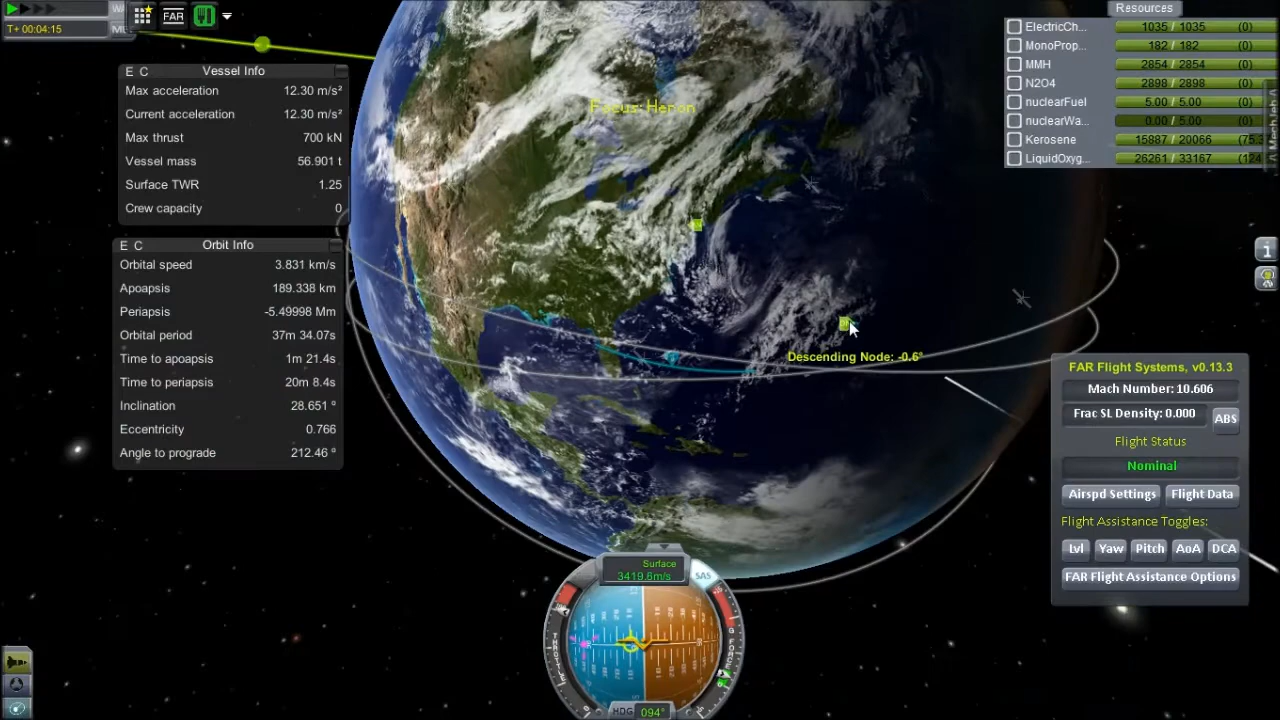 T+ 00:04:15
FAR
E C Vessel Info
Max acceleration 12.30 m/s²
Current acceleration 12.30 m/s²
Max thrust 700 kN
Vessel mass 56.901 t
Surface TWR 1.25
Crew capacity 0
E C Orbit Info
Orbital speed 3.831 km/s
Apoapsis 189.338 km
Periapsis -5.49998 Mm
Orbital period 37m 34.07s
Time to apoapsis 1m 21.4s
Time to periapsis 20m 8.4s
Inclination 28.651 º
Eccentricity 0.766
Angle to prograde 212.46 º
Focus: Heron
Descending Node: -0.6°
Resources
ElectricCh... 1035 / 1035 (0)
MonoProp... 182 / 182 (0)
MMH 2854 / 2854 (0)
N2O4 2898 / 2898 (0)
nuclearFuel 5.00 / 5.00 (0)
nuclearWa... 0.00 / 5.00 (0)
Kerosene 15887 / 20066
LiquidOxyg... 26261 / 33167
FAR Flight Systems, v0.13.3
Mach Number: 10.606
Frac SL Density: 0.000
ABS
Flight Status
Nominal
Airspd Settings Flight Data
Flight Assistance Toggles:
Lvl Yaw Pitch AoA DCA
FAR Flight Assistance Options
Surface
3419.6m/s
SAS
THROTTLE
G FORCE
HDG 094°